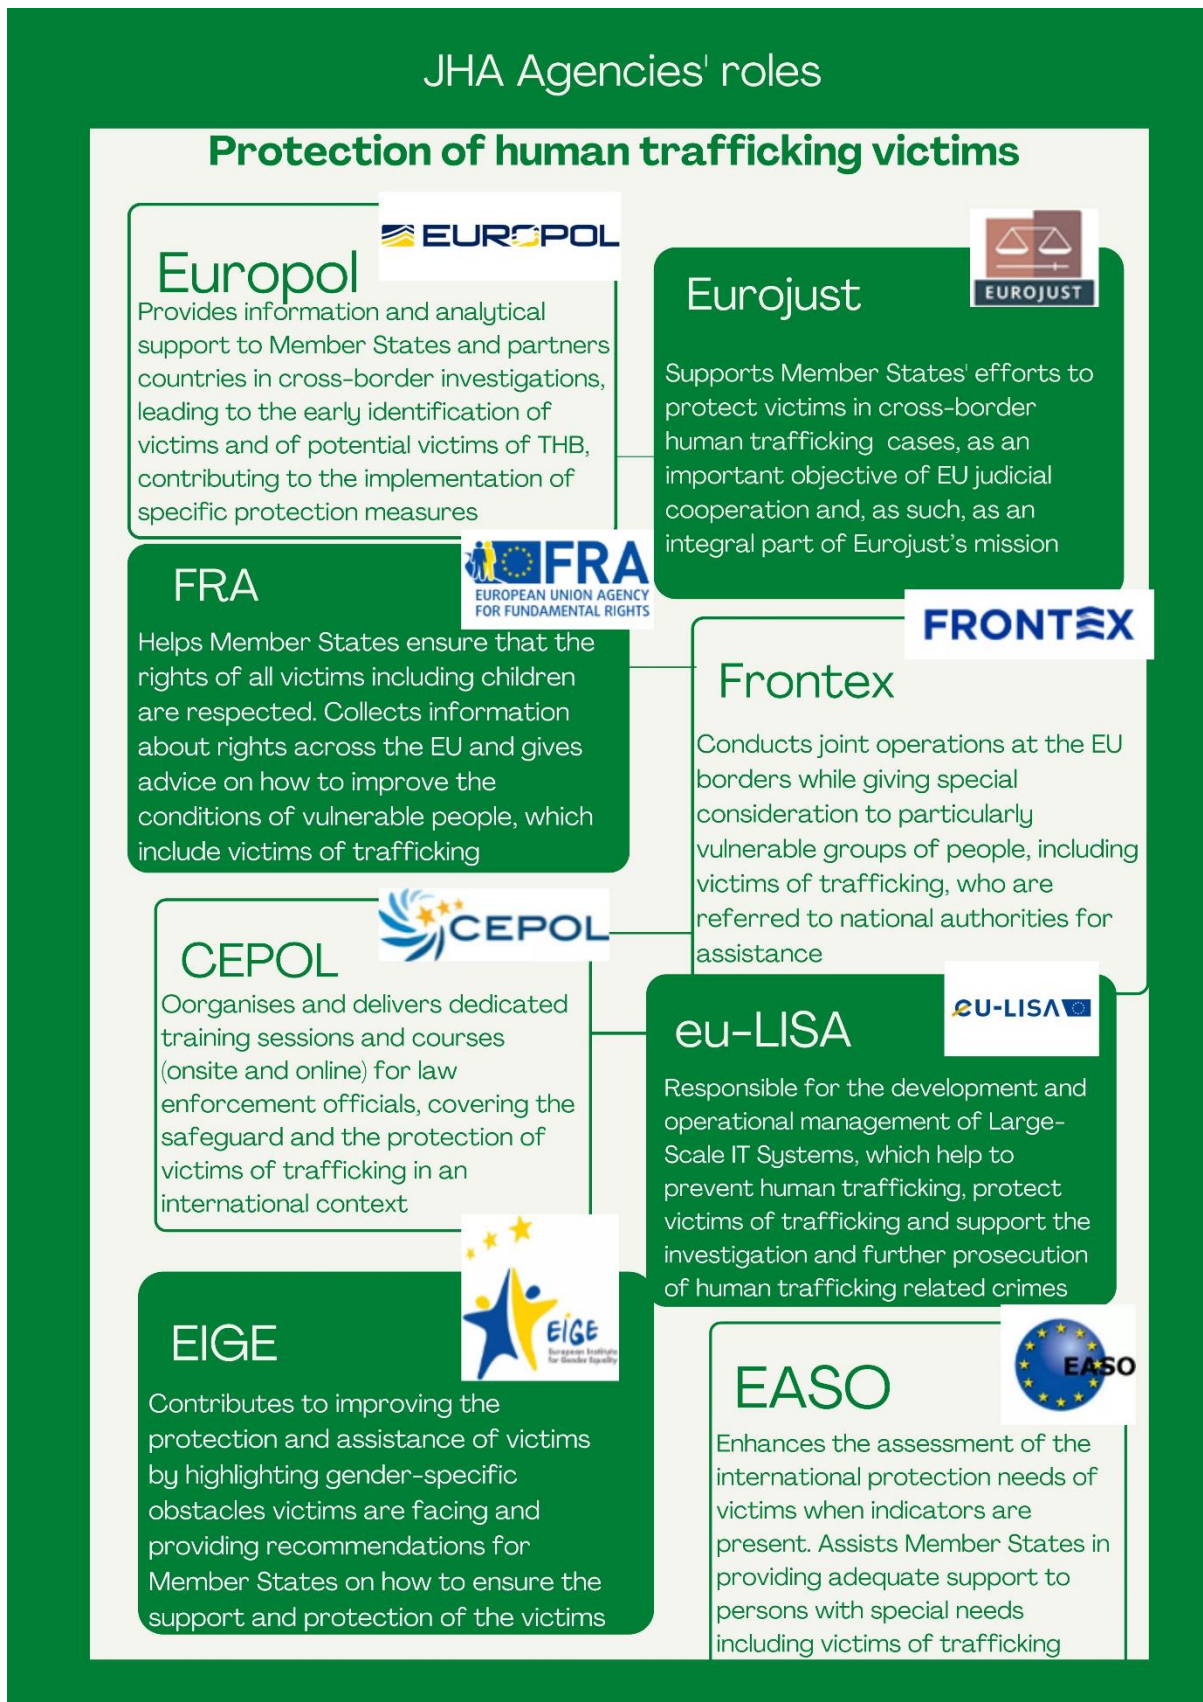 JHA Agencies' roles
Protection of human trafficking victims
EUROPOL
Europol
Provides information and analytical
support to Member States and partners
countries in cross-border investigations,
leading to the early identification of
victims and of potential victims of THB,
contributing to the implementation of
specific protection measures
EUROJUST
Eurojust
Supports Member States' efforts to
protect victims in cross-border
human trafficking cases, as an
important objective of EU judicial
cooperation and, as such, as an
integral part of Eurojust's mission
FRA
EUROPEAN UNION AGENCY
FOR FUNDAMENTAL RIGHTS
FRA
Helps Member States ensure that the
rights of all victims including children
are respected. Collects information
about rights across the EU and gives
advice on how to improve the
conditions of vulnerable people, which
include victims of trafficking
FRONTEX
Frontex
Conducts joint operations at the EU
borders while giving special
consideration to particularly
vulnerable groups of people, including
victims of trafficking, who are
referred to national authorities for
assistance
CEPOL
CEPOL
Oorganises and delivers dedicated
training sessions and courses
(onsite and online) for law
enforcement officials, covering the
safeguard and the protection of
victims of trafficking in an
international context
eu-LISA
EU-LISA
Responsible for the development and
operational management of Large-
Scale IT Systems, which help to
prevent human trafficking, protect
victims of trafficking and support the
investigation and further prosecution
of human trafficking related crimes
EIGE
European Institute
for Gender Equality
EIGE
Contributes to improving the
protection and assistance of victims
by highlighting gender-specific
obstacles victims are facing and
providing recommendations for
Member States on how to ensure the
support and protection of the victims
EASO
EASO
Enhances the assessment of the
international protection needs of
victims when indicators are
present. Assists Member States in
providing adequate support to
persons with special needs
including victims of trafficking